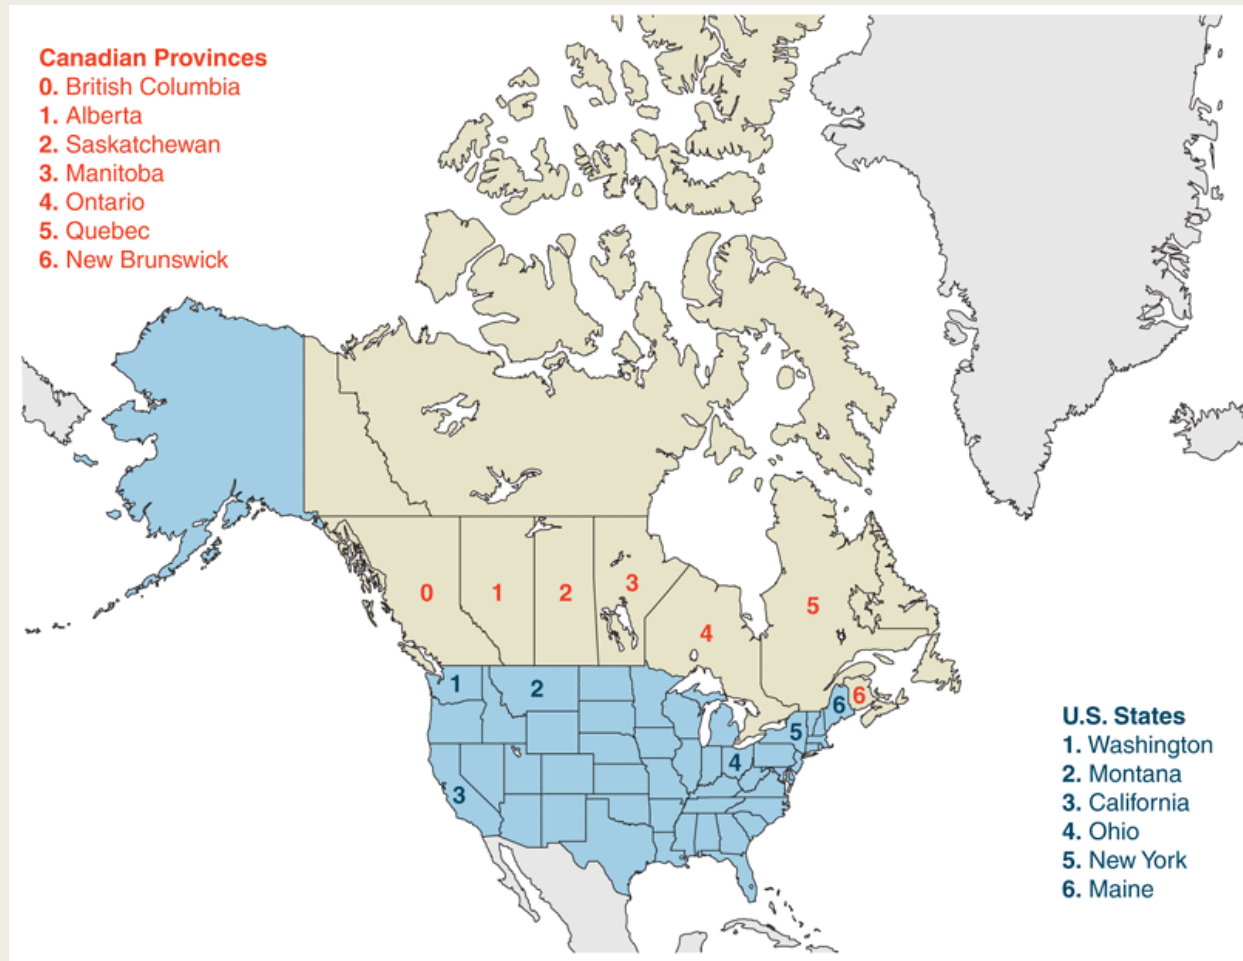 Canadian Provinces
0. British Columbia
1. Alberta
2. Saskatchewan
3. Manitoba
4. Ontario
5. Quebec
6. New Brunswick
0
1
2
3
4
5
6
1
2
3
4
5
6
U.S. States
1. Washington
2. Montana
3. California
4. Ohio
5. New York
6. Maine